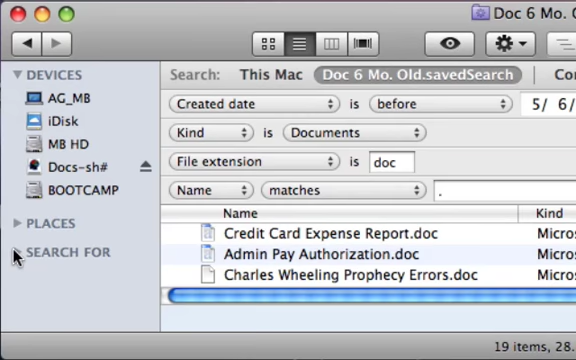 Doc 6 Mo. O
DEVICES
AG_MB
iDisk
MB HD
Docs-sh#
BOOTCAMP
PLACES
SEARCH FOR
Search: This Mac Doc 6 Mo. Old.savedSearch Co
Created date is before 5/ 6/
Kind is Documents
File extension is doc
Name matches .
Name Kind
Credit Card Expense Report.doc Micros
Admin Pay Authorization.doc Micros
Charles Wheeling Prophecy Errors.doc Micros
19 items, 28.